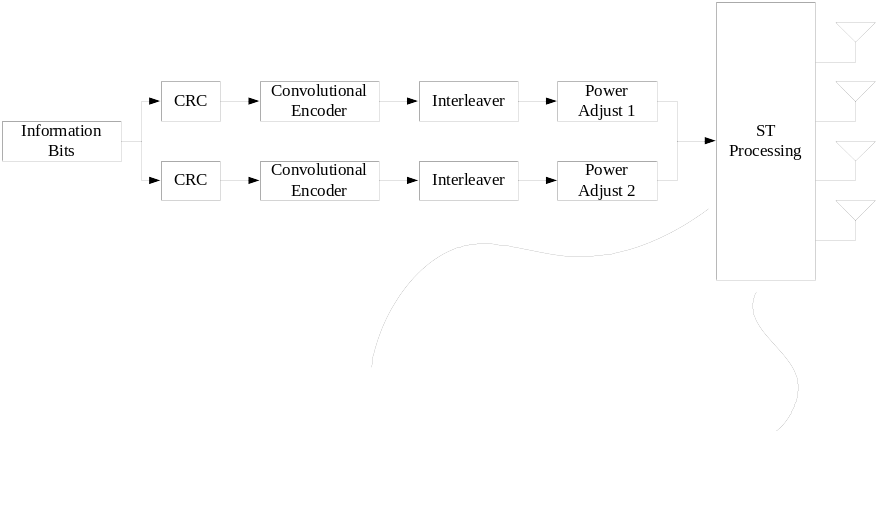 CRC
Convolutional
Encoder
Interleaver
Power
Adjust 1
Information
Bits
ST
Processing
CRC
Convolutional
Encoder
Interleaver
Power
Adjust 2